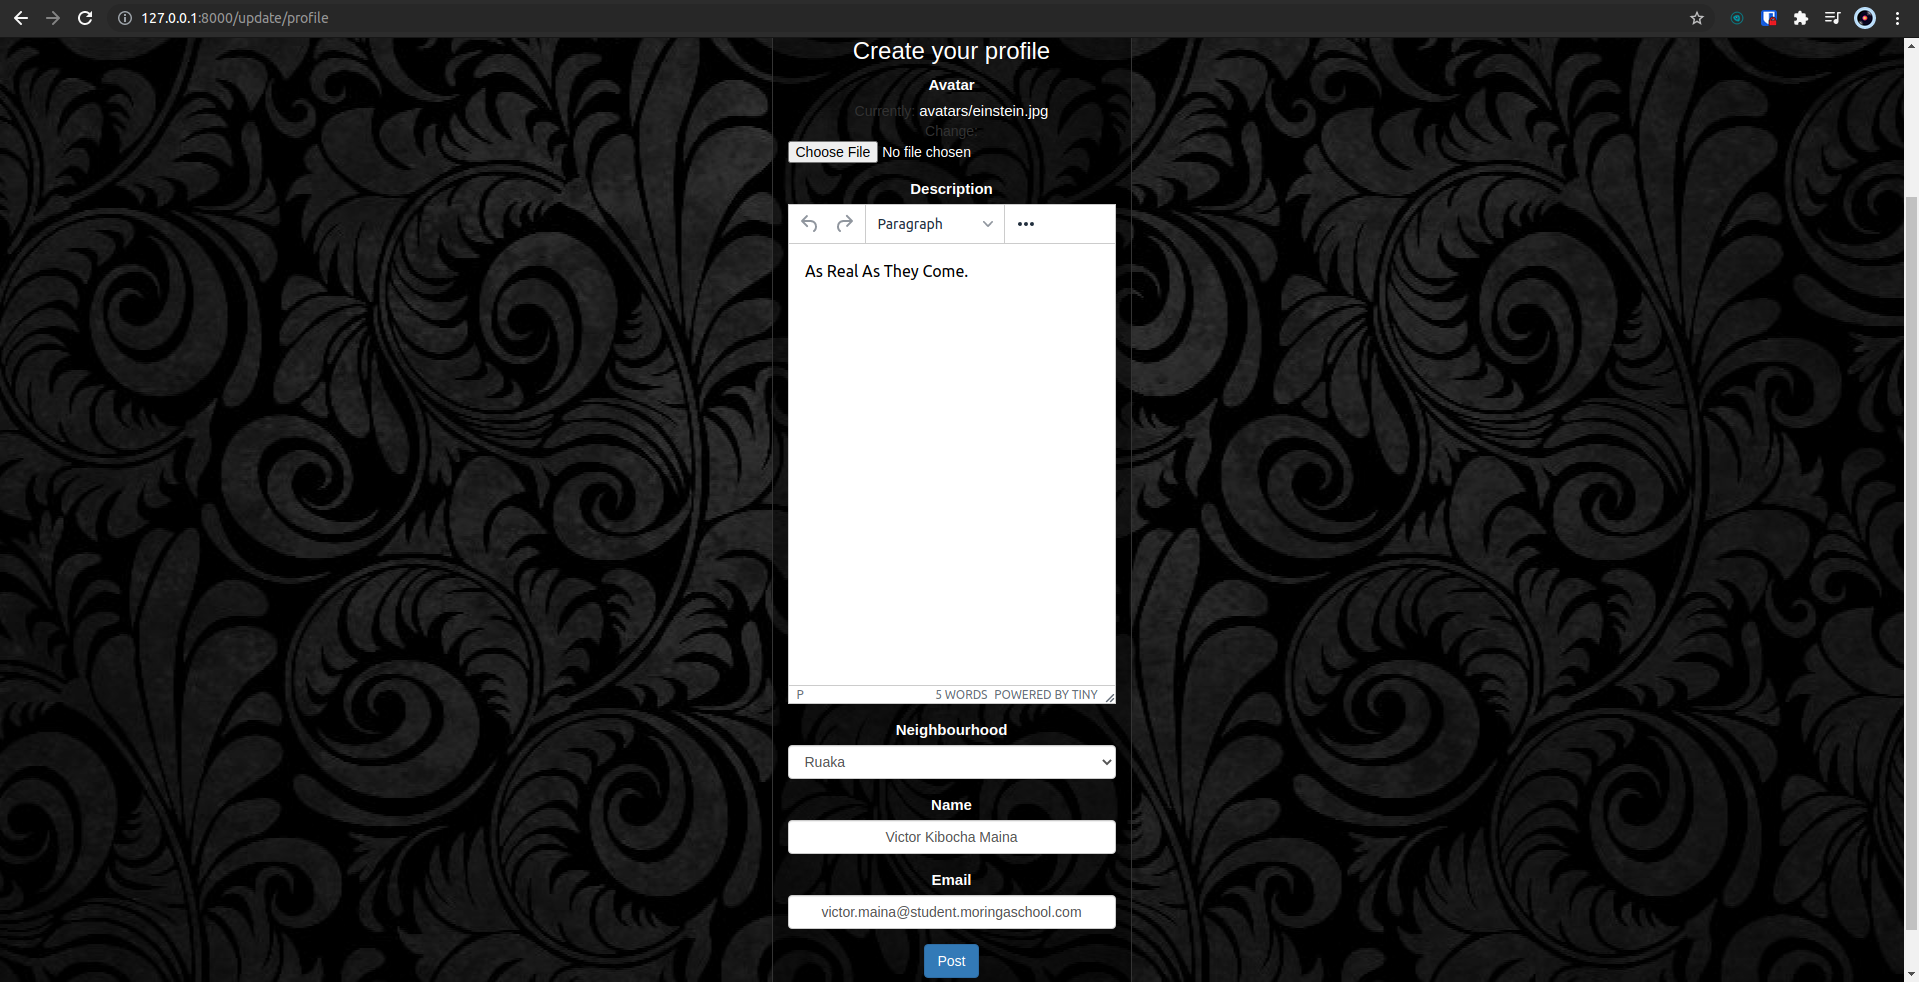 127.0.0.1:8000/update/profile
Create your profile
Avatar
Currently: avatars/einstein.jpg
Change:
Choose File No file chosen
Description
Paragraph
As Real As They Come.
P 5 WORDS POWERED BY TINY
Neighbourhood
Ruaka
Name
Victor Kibocha Maina
Email
victor.maina@student.moringaschool.com
Post